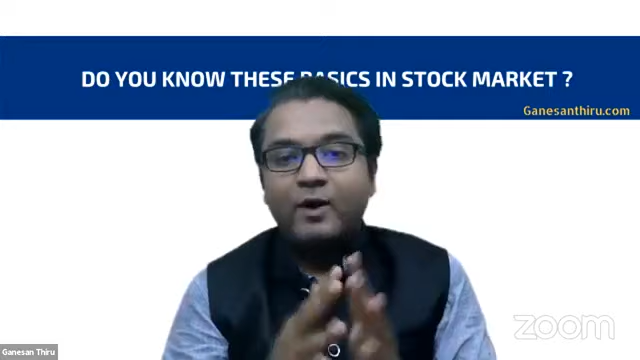 DO YOU KNOW THESE BASICS IN STOCK MARKET ?
Ganesanthiru.com
zoom
Ganesan Thiru